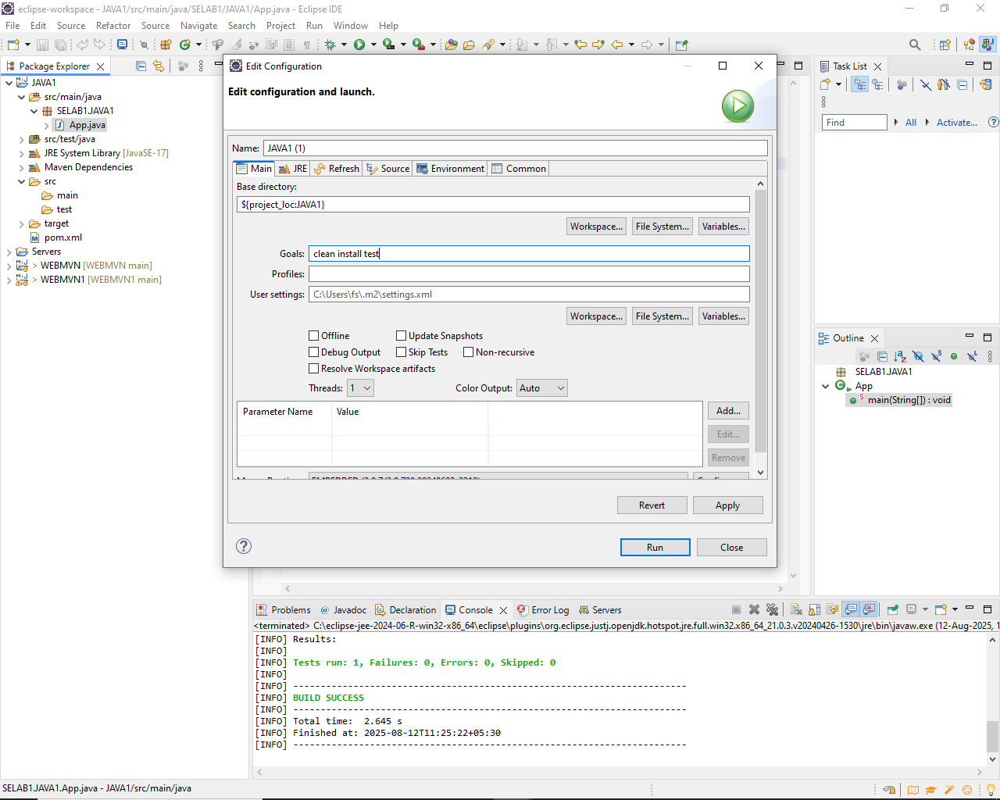 eclipse-workspace - JAVA1/src/main/java/SELAB1/JAVA1/App.java - Eclipse IDE
File Edit Source Refactor Source Navigate Search Project Run Window Help
Package Explorer
JAVA1
src/main/java
SELAB1.JAVA1
App.java
src/test/java
JRE System Library [JavaSE-17]
Maven Dependencies
src
main
test
target
pom.xml
Servers
> WEBMVN [WEBMVN main]
> WEBMVN1 [WEBMVN1 main]
Edit Configuration
Edit configuration and launch.
Name: JAVA1 (1)
Main JRE Refresh Source Environment Common
Base directory:
${project_loc:JAVA1}
Workspace... File System... Variables...
Goals: clean install test
Profiles:
User settings: C:\Users\fs\.m2\settings.xml
Workspace... File System... Variables...
Offline Update Snapshots
Debug Output Skip Tests Non-recursive
Resolve Workspace artifacts
Threads: 1 Color Output: Auto
Parameter Name Value
Add...
Edit...
Remove
Revert Apply
Run Close
Task List
Find All Activate...
Outline
SELAB1.JAVA1
App
main(String[]) : void
Problems Javadoc Declaration Console Error Log Servers
<terminated> C:\eclipse-jee-2024-06-R-win32-x86_64\eclipse\plugins\org.eclipse.justj.openjdk.hotspot.jre.full.win32.x86_64_21.0.3.v20240426-1530\jre\bin\javaw.exe (12-Aug-2025, 1
[INFO] Results:
[INFO]
[INFO] Tests run: 1, Failures: 0, Errors: 0, Skipped: 0
[INFO]
[INFO] ------------------------------------------------------------------------
[INFO] BUILD SUCCESS
[INFO] ------------------------------------------------------------------------
[INFO] Total time:  2.645 s
[INFO] Finished at: 2025-08-12T11:25:22+05:30
[INFO] ------------------------------------------------------------------------
SELAB1.JAVA1.App.java - JAVA1/src/main/java